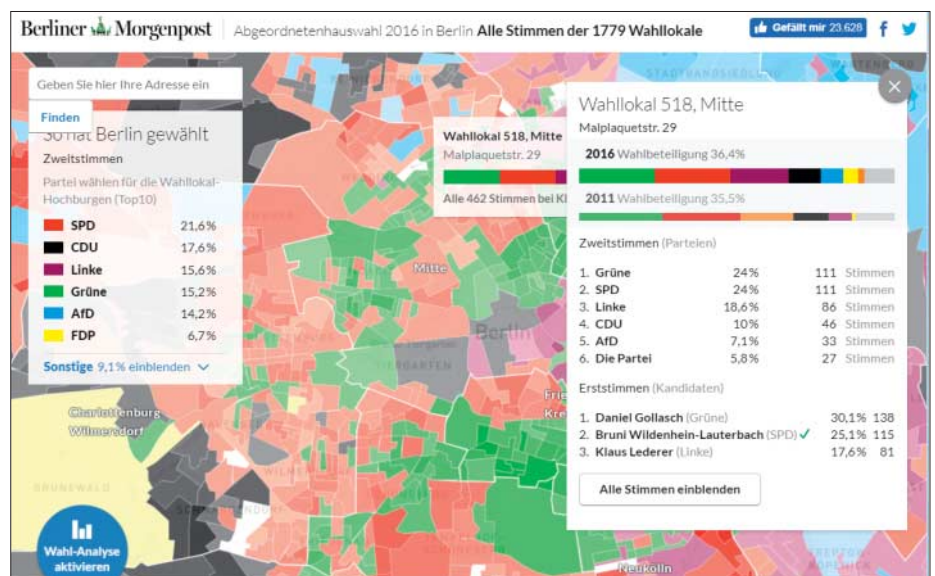 Berliner Morgenpost
Abgeordnetenhauswahl 2016 in Berlin Alle Stimmen der 1779 Wahllokale
Gefällt mir 23.628
Geben Sie hier Ihre Adresse ein
Finden
So hat Berlin gewählt
Zweitstimmen
Partei wählen für die Wahllokal-
Hochburgen (Top10)
SPD 21,6%
CDU 17,6%
Linke 15,6%
Grüne 15,2%
AfD 14,2%
FDP 6,7%
Sonstige 9,1% einblenden
Wahllokal 518, Mitte
Malplaquetstr. 29
Alle 462 Stimmen bei Kl
Mitte
Berlin
TIERGARTEN
Charlottenburg
Wilmersdorf
GRUNEWALD
Frie
Kre
Neukölln
Wahl-Analyse
aktivieren
STADTRANDSIEDLUNG
Wahllokal 518, Mitte
Malplaquetstr. 29
2016 Wahlbeteiligung 36,4%
2011 Wahlbeteiligung 35,5%
Zweitstimmen (Parteien)
1. Grüne 24% 111 Stimmen
2. SPD 24% 111 Stimmen
3. Linke 18,6% 86 Stimmen
4. CDU 10% 46 Stimmen
5. AfD 7,1% 33 Stimmen
6. Die Partei 5,8% 27 Stimmen
Erststimmen (Kandidaten)
1. Daniel Gollasch (Grüne) 30,1% 138
2. Bruni Wildenhein-Lauterbach (SPD) ✓ 25,1% 115
3. Klaus Lederer (Linke) 17,6% 81
Alle Stimmen einblenden
TREPTOW-
KÖPENICK